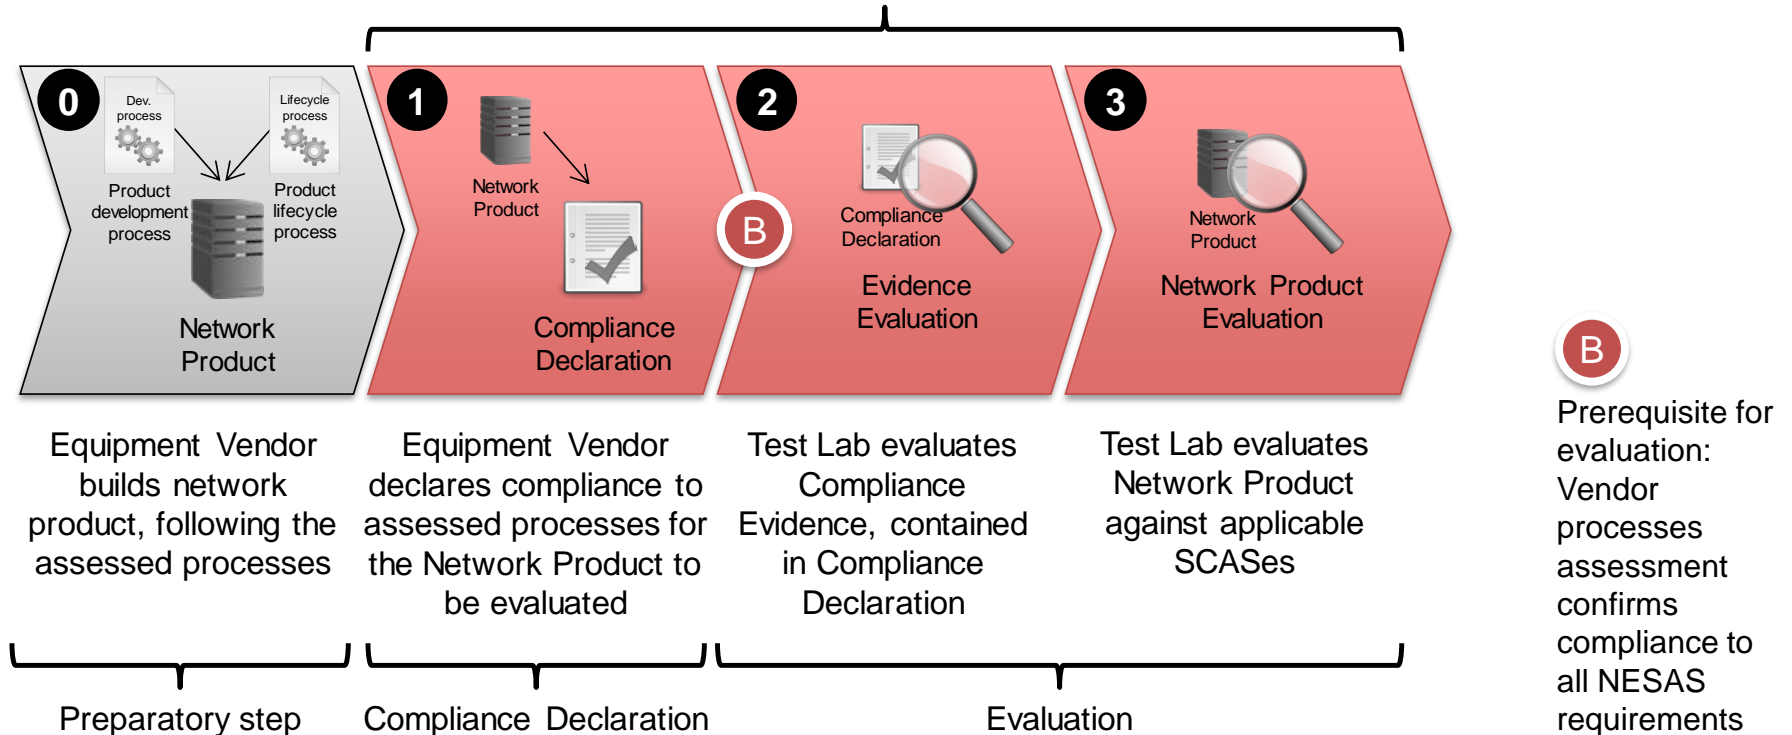 0
Dev.
process
Lifecycle
process
Product
development
process
Product
lifecycle
process
Network
Product
1
Network
Product
Compliance
Declaration
B
2
Compliance
Declaration
Evidence
Evaluation
3
Network
Product
Network Product
Evaluation
Equipment Vendor
builds network
product, following the
assessed processes
Equipment Vendor
declares compliance to
assessed processes for
the Network Product to
be evaluated
Test Lab evaluates
Compliance
Evidence, contained
in Compliance
Declaration
Test Lab evaluates
Network Product
against applicable
SCASes
Preparatory step
Compliance Declaration
Evaluation
B
Prerequisite for
evaluation:
Vendor
processes
assessment
confirms
compliance to
all NESAS
requirements